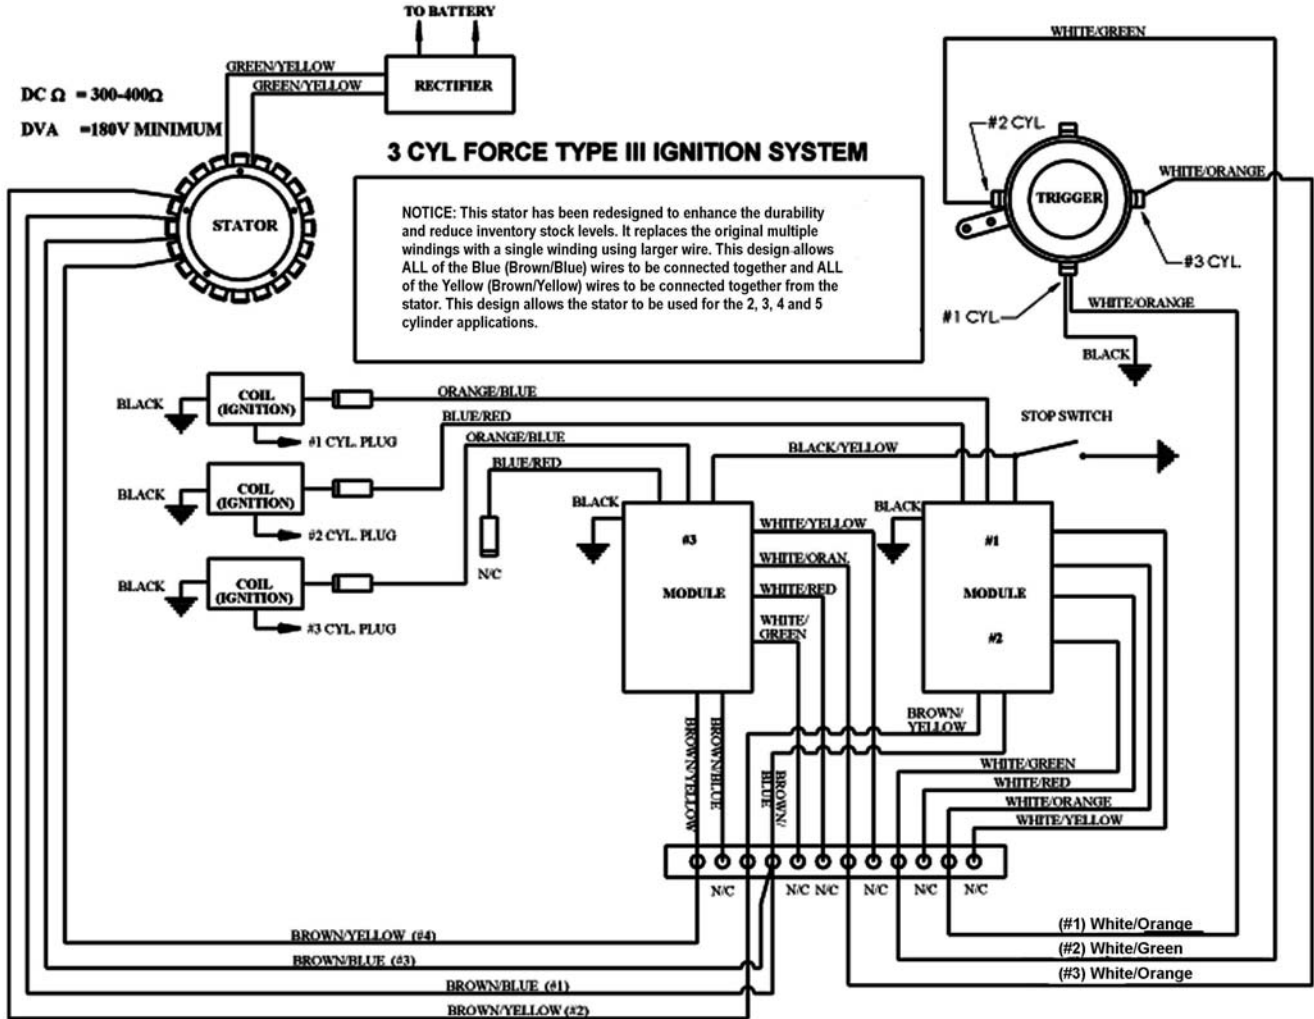 TO BATTERY
GREEN/YELLOW
GREEN/YELLOW
RECTIFIER
DC Ω = 300-400Ω
DVA =180V MINIMUM
STATOR
3 CYL FORCE TYPE III IGNITION SYSTEM
NOTICE: This stator has been redesigned to enhance the durability
and reduce inventory stock levels. It replaces the original multiple
windings with a single winding using larger wire. This design allows
ALL of the Blue (Brown/Blue) wires to be connected together and ALL
of the Yellow (Brown/Yellow) wires to be connected together from the
stator. This design allows the stator to be used for the 2, 3, 4 and 5
cylinder applications.
WHITE/GREEN
#2 CYL.
WHITE/ORANGE
TRIGGER
#3 CYL.
WHITE/ORANGE
#1 CYL.
BLACK
BLACK
COIL
(IGNITION)
#1 CYL. PLUG
ORANGE/BLUE
BLUE/RED
ORANGE/BLUE
BLUE/RED
BLACK
COIL
(IGNITION)
#2 CYL. PLUG
BLACK
COIL
(IGNITION)
#3 CYL. PLUG
N/C
STOP SWITCH
BLACK/YELLOW
BLACK
#3
MODULE
WHITE/YELLOW
WHITE/ORAN.
WHITE/RED
WHITE/
GREEN
BLACK
#1
MODULE
#2
BROWN/YELLOW
BROWN/BLUE
BROWN/
BLUE
BROWN/
YELLOW
WHITE/GREEN
WHITE/RED
WHITE/ORANGE
WHITE/YELLOW
N/C
N/C
N/C
N/C
N/C
N/C
(#1) White/Orange
(#2) White/Green
(#3) White/Orange
BROWN/YELLOW (#4)
BROWN/BLUE (#3)
BROWN/BLUE (#1)
BROWN/YELLOW (#2)